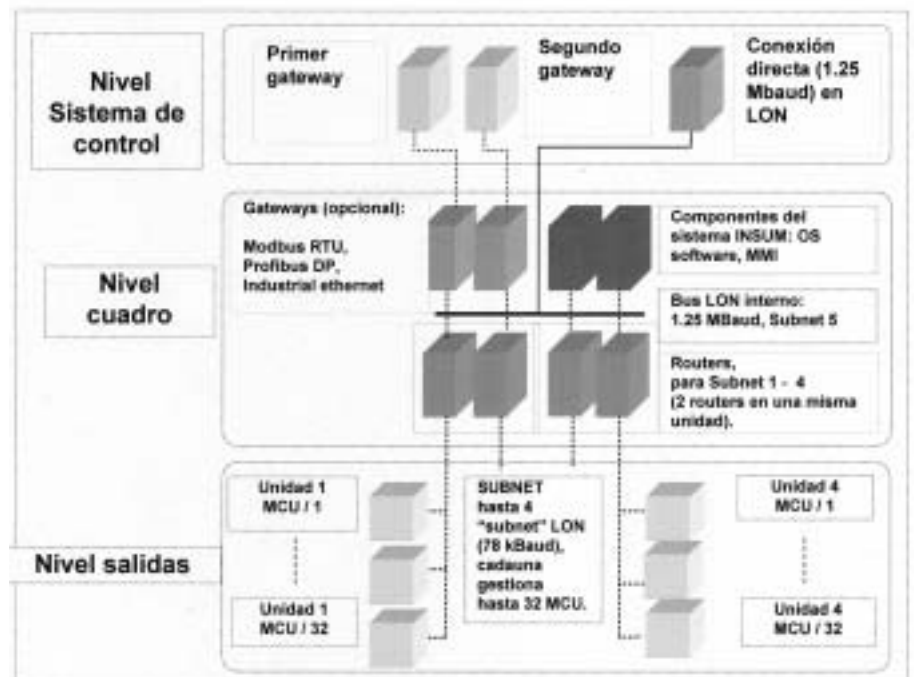 Nivel
Sistema de
control
Primer
gateway
Segundo
gateway
Conexión
directa (1.25
Mbaud) en
LON
Nivel
cuadro
Gateways (opcional):
Modbus RTU,
Profibus DP,
Industrial ethernet
Componentes del
sistema INSUM: OS
software, MMI
Bus LON interno:
1.25 MBaud, Subnet 5
Routers,
para Subnet 1 - 4
(2 routers en una misma
unidad).
Nivel salidas
Unidad 1
MCU / 1
Unidad 1
MCU / 32
SUBNET
hasta 4
"subnet" LON
(78 kBaud),
cadauna
gestiona
hasta 32 MCU.
Unidad 4
MCU / 1
Unidad 4
MCU / 32